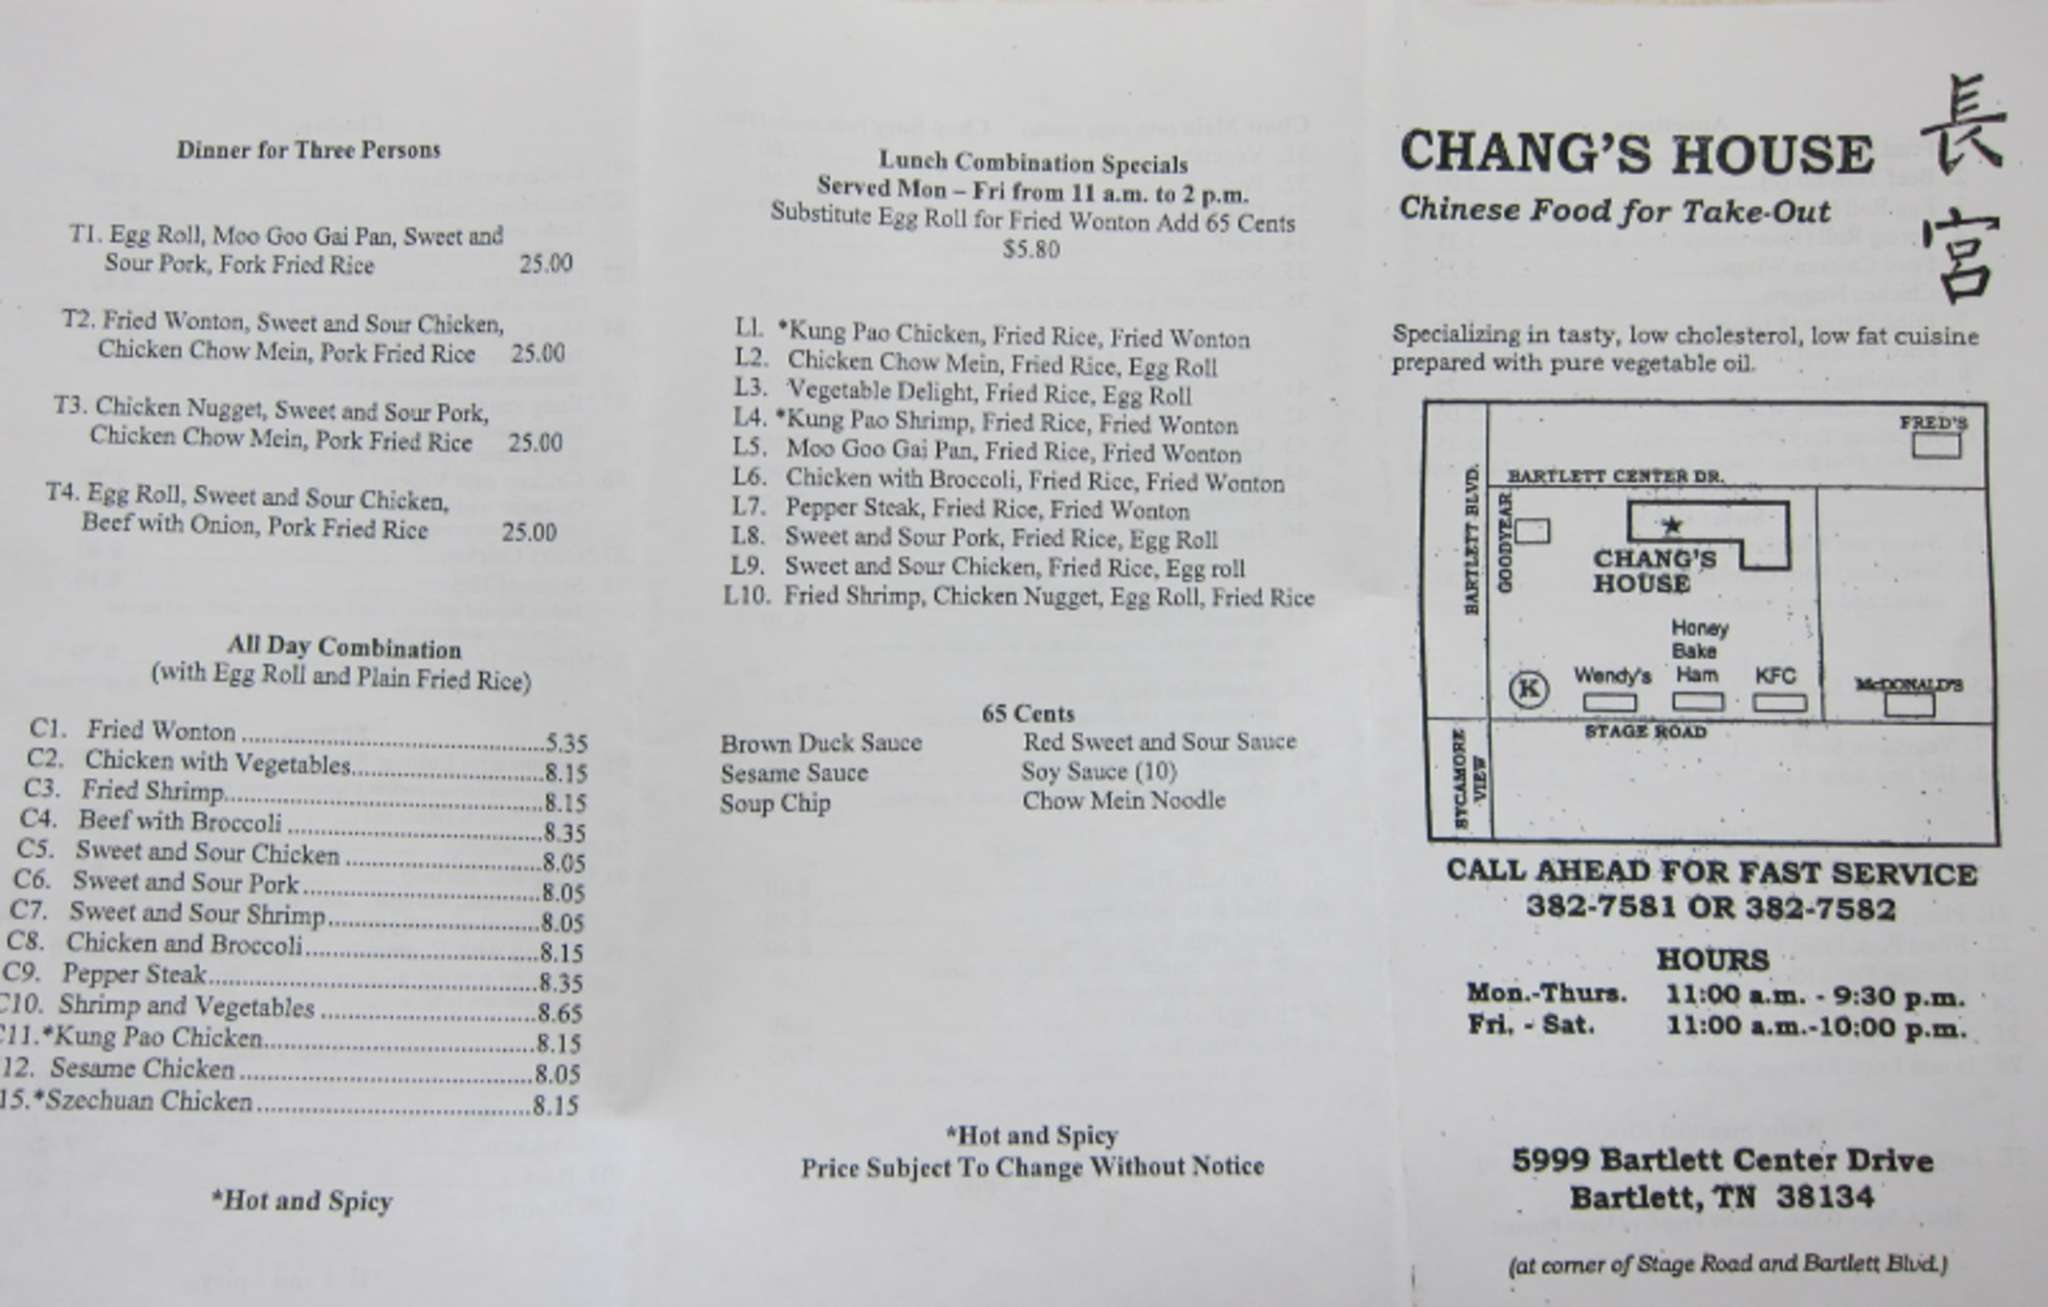 Dinner for Three Persons
T1. Egg Roll, Moo Goo Gai Pan, Sweet and
Sour Pork, Fork Fried Rice 25.00
T2. Fried Wonton, Sweet and Sour Chicken,
Chicken Chow Mein, Pork Fried Rice 25.00
T3. Chicken Nugget, Sweet and Sour Pork,
Chicken Chow Mein, Pork Fried Rice 25.00
T4. Egg Roll, Sweet and Sour Chicken,
Beef with Onion, Pork Fried Rice 25.00
All Day Combination
(with Egg Roll and Plain Fried Rice)
C1. Fried Wonton ........ 5.35
C2. Chicken with Vegetables ........ 8.15
C3. Fried Shrimp ........ 8.15
C4. Beef with Broccoli ........ 8.35
C5. Sweet and Sour Chicken ........ 8.05
C6. Sweet and Sour Pork ........ 8.05
C7. Sweet and Sour Shrimp ........ 8.05
C8. Chicken and Broccoli ........ 8.15
C9. Pepper Steak ........ 8.35
C10. Shrimp and Vegetables ........ 8.65
C11.*Kung Pao Chicken ........ 8.15
12. Sesame Chicken ........ 8.05
15.*Szechuan Chicken ........ 8.15
*Hot and Spicy
Lunch Combination Specials
Served Mon – Fri from 11 a.m. to 2 p.m.
Substitute Egg Roll for Fried Wonton Add 65 Cents
$5.80
L1. *Kung Pao Chicken, Fried Rice, Fried Wonton
L2. Chicken Chow Mein, Fried Rice, Egg Roll
L3. Vegetable Delight, Fried Rice, Egg Roll
L4. *Kung Pao Shrimp, Fried Rice, Fried Wonton
L5. Moo Goo Gai Pan, Fried Rice, Fried Wonton
L6. Chicken with Broccoli, Fried Rice, Fried Wonton
L7. Pepper Steak, Fried Rice, Fried Wonton
L8. Sweet and Sour Pork, Fried Rice, Egg Roll
L9. Sweet and Sour Chicken, Fried Rice, Egg roll
L10. Fried Shrimp, Chicken Nugget, Egg Roll, Fried Rice
65 Cents
Brown Duck Sauce Red Sweet and Sour Sauce
Sesame Sauce Soy Sauce (10)
Soup Chip Chow Mein Noodle
*Hot and Spicy
Price Subject To Change Without Notice
CHANG'S HOUSE
Chinese Food for Take-Out
長宮
Specializing in tasty, low cholesterol, low fat cuisine
prepared with pure vegetable oil.
FRED'S
BARTLETT CENTER DR.
BARTLETT BLVD.
GOODYEAR
CHANG'S
HOUSE
Honey
Bake
Ham
Wendy's
KFC
K
McDONALD'S
STAGE ROAD
SYCAMORE
VIEW
CALL AHEAD FOR FAST SERVICE
382-7581 OR 382-7582
HOURS
Mon.-Thurs. 11:00 a.m. - 9:30 p.m.
Fri. - Sat. 11:00 a.m.-10:00 p.m.
5999 Bartlett Center Drive
Bartlett, TN 38134
(at corner of Stage Road and Bartlett Blvd.)